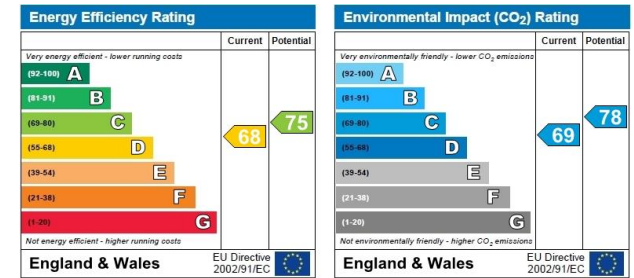 Energy Efficiency Rating
Current Potential
Very energy efficient - lower running costs
(92-100) A
(81-91) B
(69-80) C
(55-68) D
(39-54) E
(21-38) F
(1-20) G
68
75
Not energy efficient - higher running costs
England & Wales
EU Directive
2002/91/EC
Environmental Impact (CO2) Rating
Current Potential
Very environmentally friendly - lower CO2 emissions
(92-100) A
(81-91) B
(69-80) C
(55-68) D
(39-54) E
(21-38) F
(1-20) G
69
78
Not environmentally friendly - higher CO2 emissions
England & Wales
EU Directive
2002/91/EC